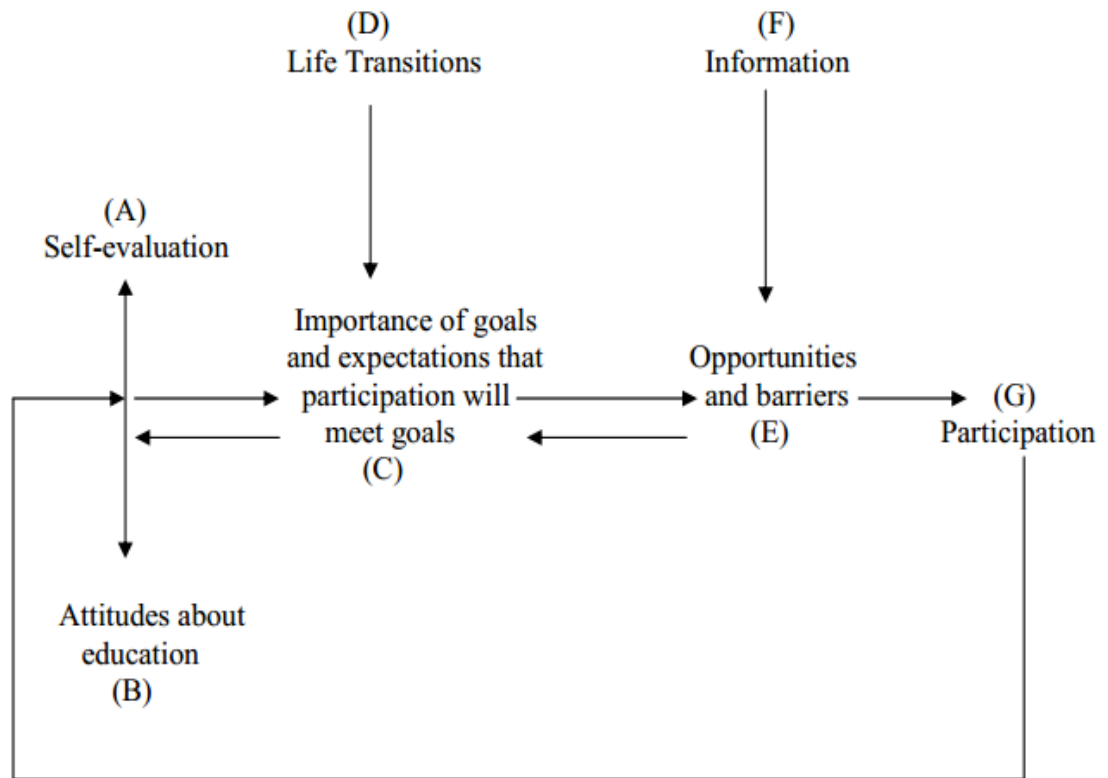 (D)
Life Transitions
(F)
Information
(A)
Self-evaluation
Importance of goals
and expectations that
participation will
meet goals
(C)
Opportunities
and barriers
(E)
(G)
Participation
Attitudes about
education
(B)